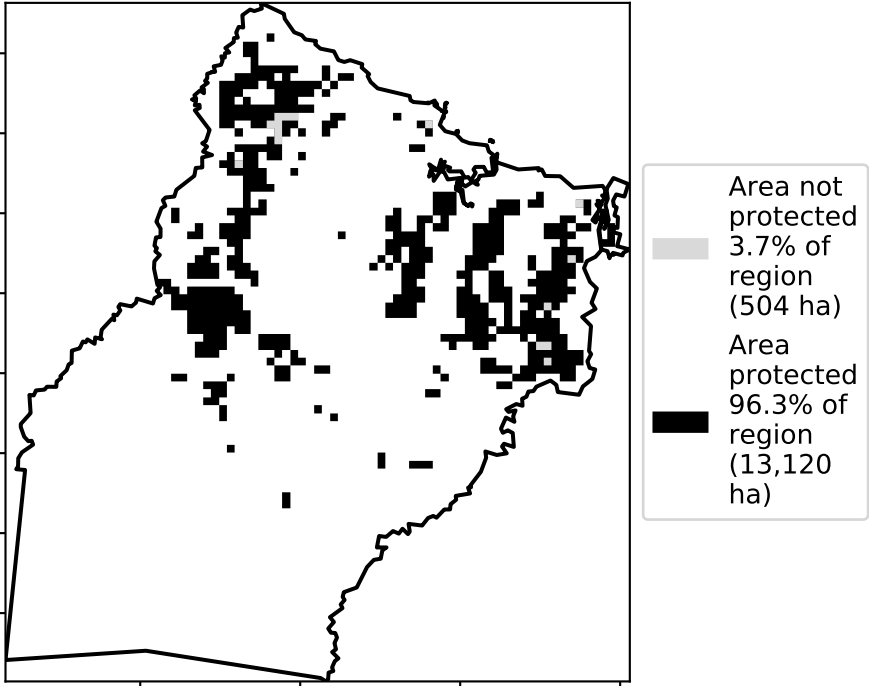 Area not
protected
3.7% of
region
(504 ha)
Area
protected
96.3% of
region
(13,120
ha)